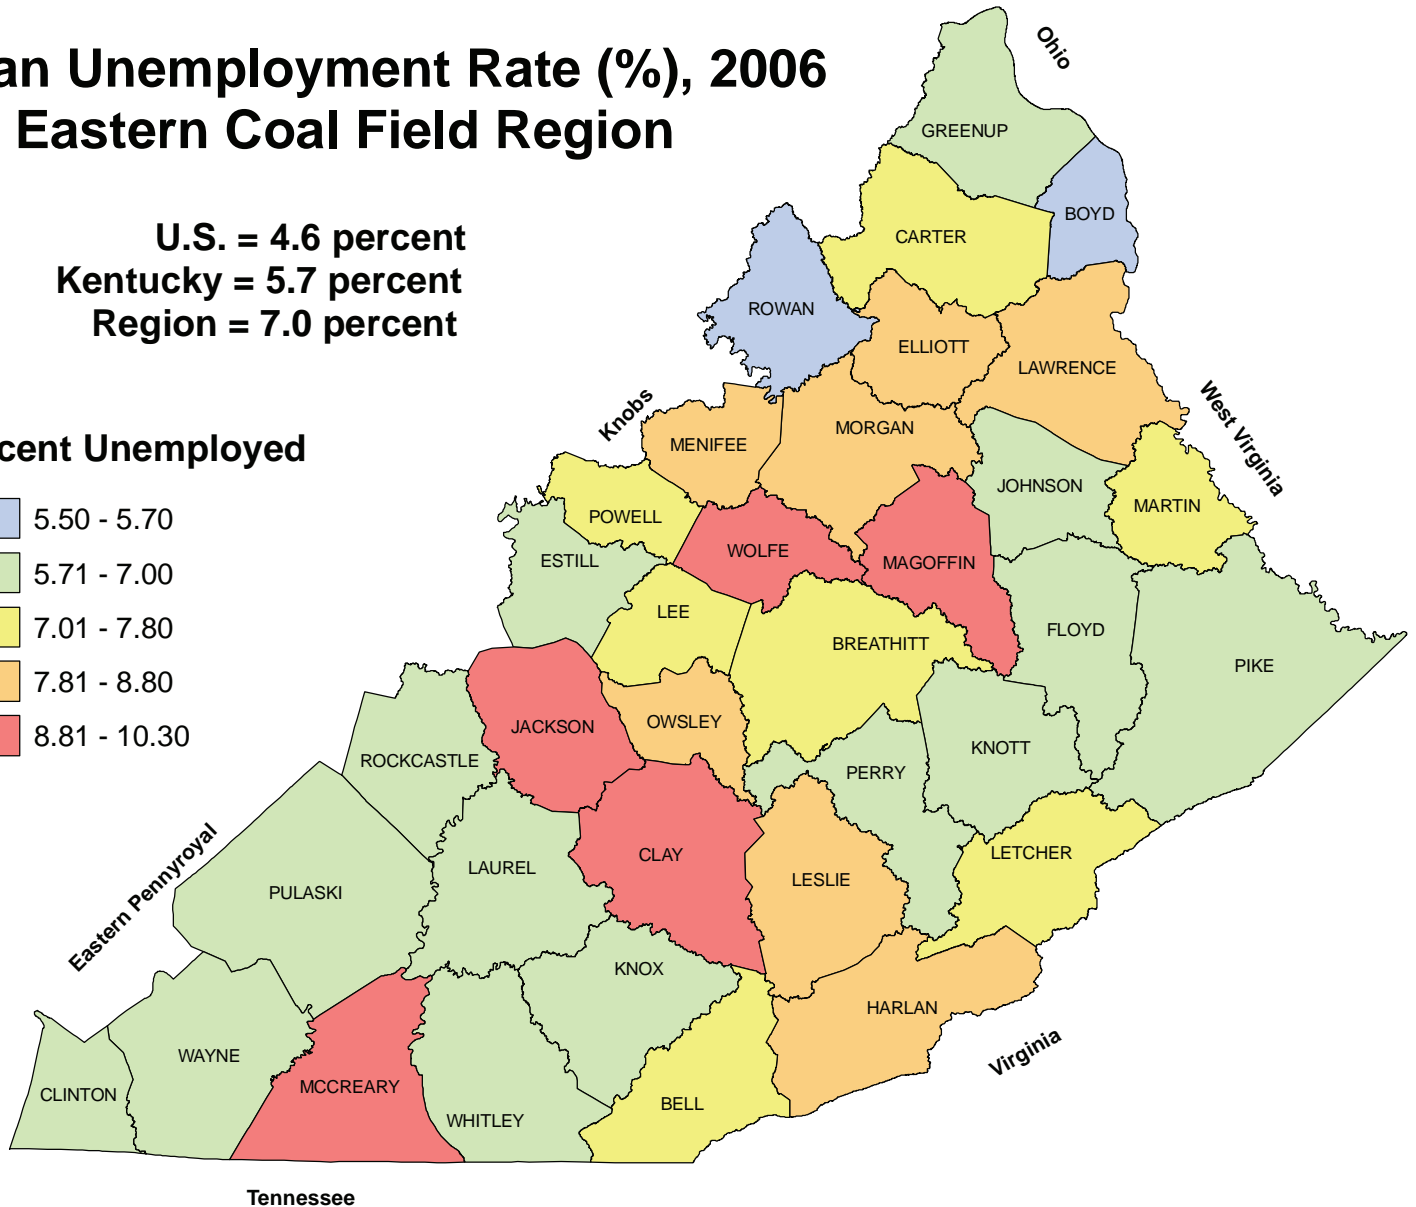 an Unemployment Rate (%), 2006
Eastern Coal Field Region
U.S. = 4.6 percent
Kentucky = 5.7 percent
Region = 7.0 percent
cent Unemployed
5.50 - 5.70
5.71 - 7.00
7.01 - 7.80
7.81 - 8.80
8.81 - 10.30
Ohio
GREENUP
BOYD
CARTER
ROWAN
ELLIOTT
LAWRENCE
Knobs
West Virginia
MENIFEE
MORGAN
JOHNSON
MARTIN
POWELL
WOLFE
MAGOFFIN
ESTILL
LEE
BREATHITT
FLOYD
PIKE
JACKSON
OWSLEY
ROCKCASTLE
PERRY
KNOTT
Eastern Pennyroyal
PULASKI
LAUREL
CLAY
LESLIE
LETCHER
KNOX
HARLAN
Virginia
CLINTON
WAYNE
MCCREARY
WHITLEY
BELL
Tennessee